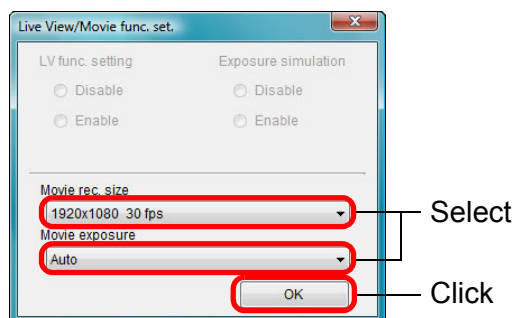 Live View/Movie func. set.
LV func. setting Exposure simulation
Disable Disable
Enable Enable
Movie rec. size
1920x1080 30 fps
Select
Movie exposure
Auto
OK
Click